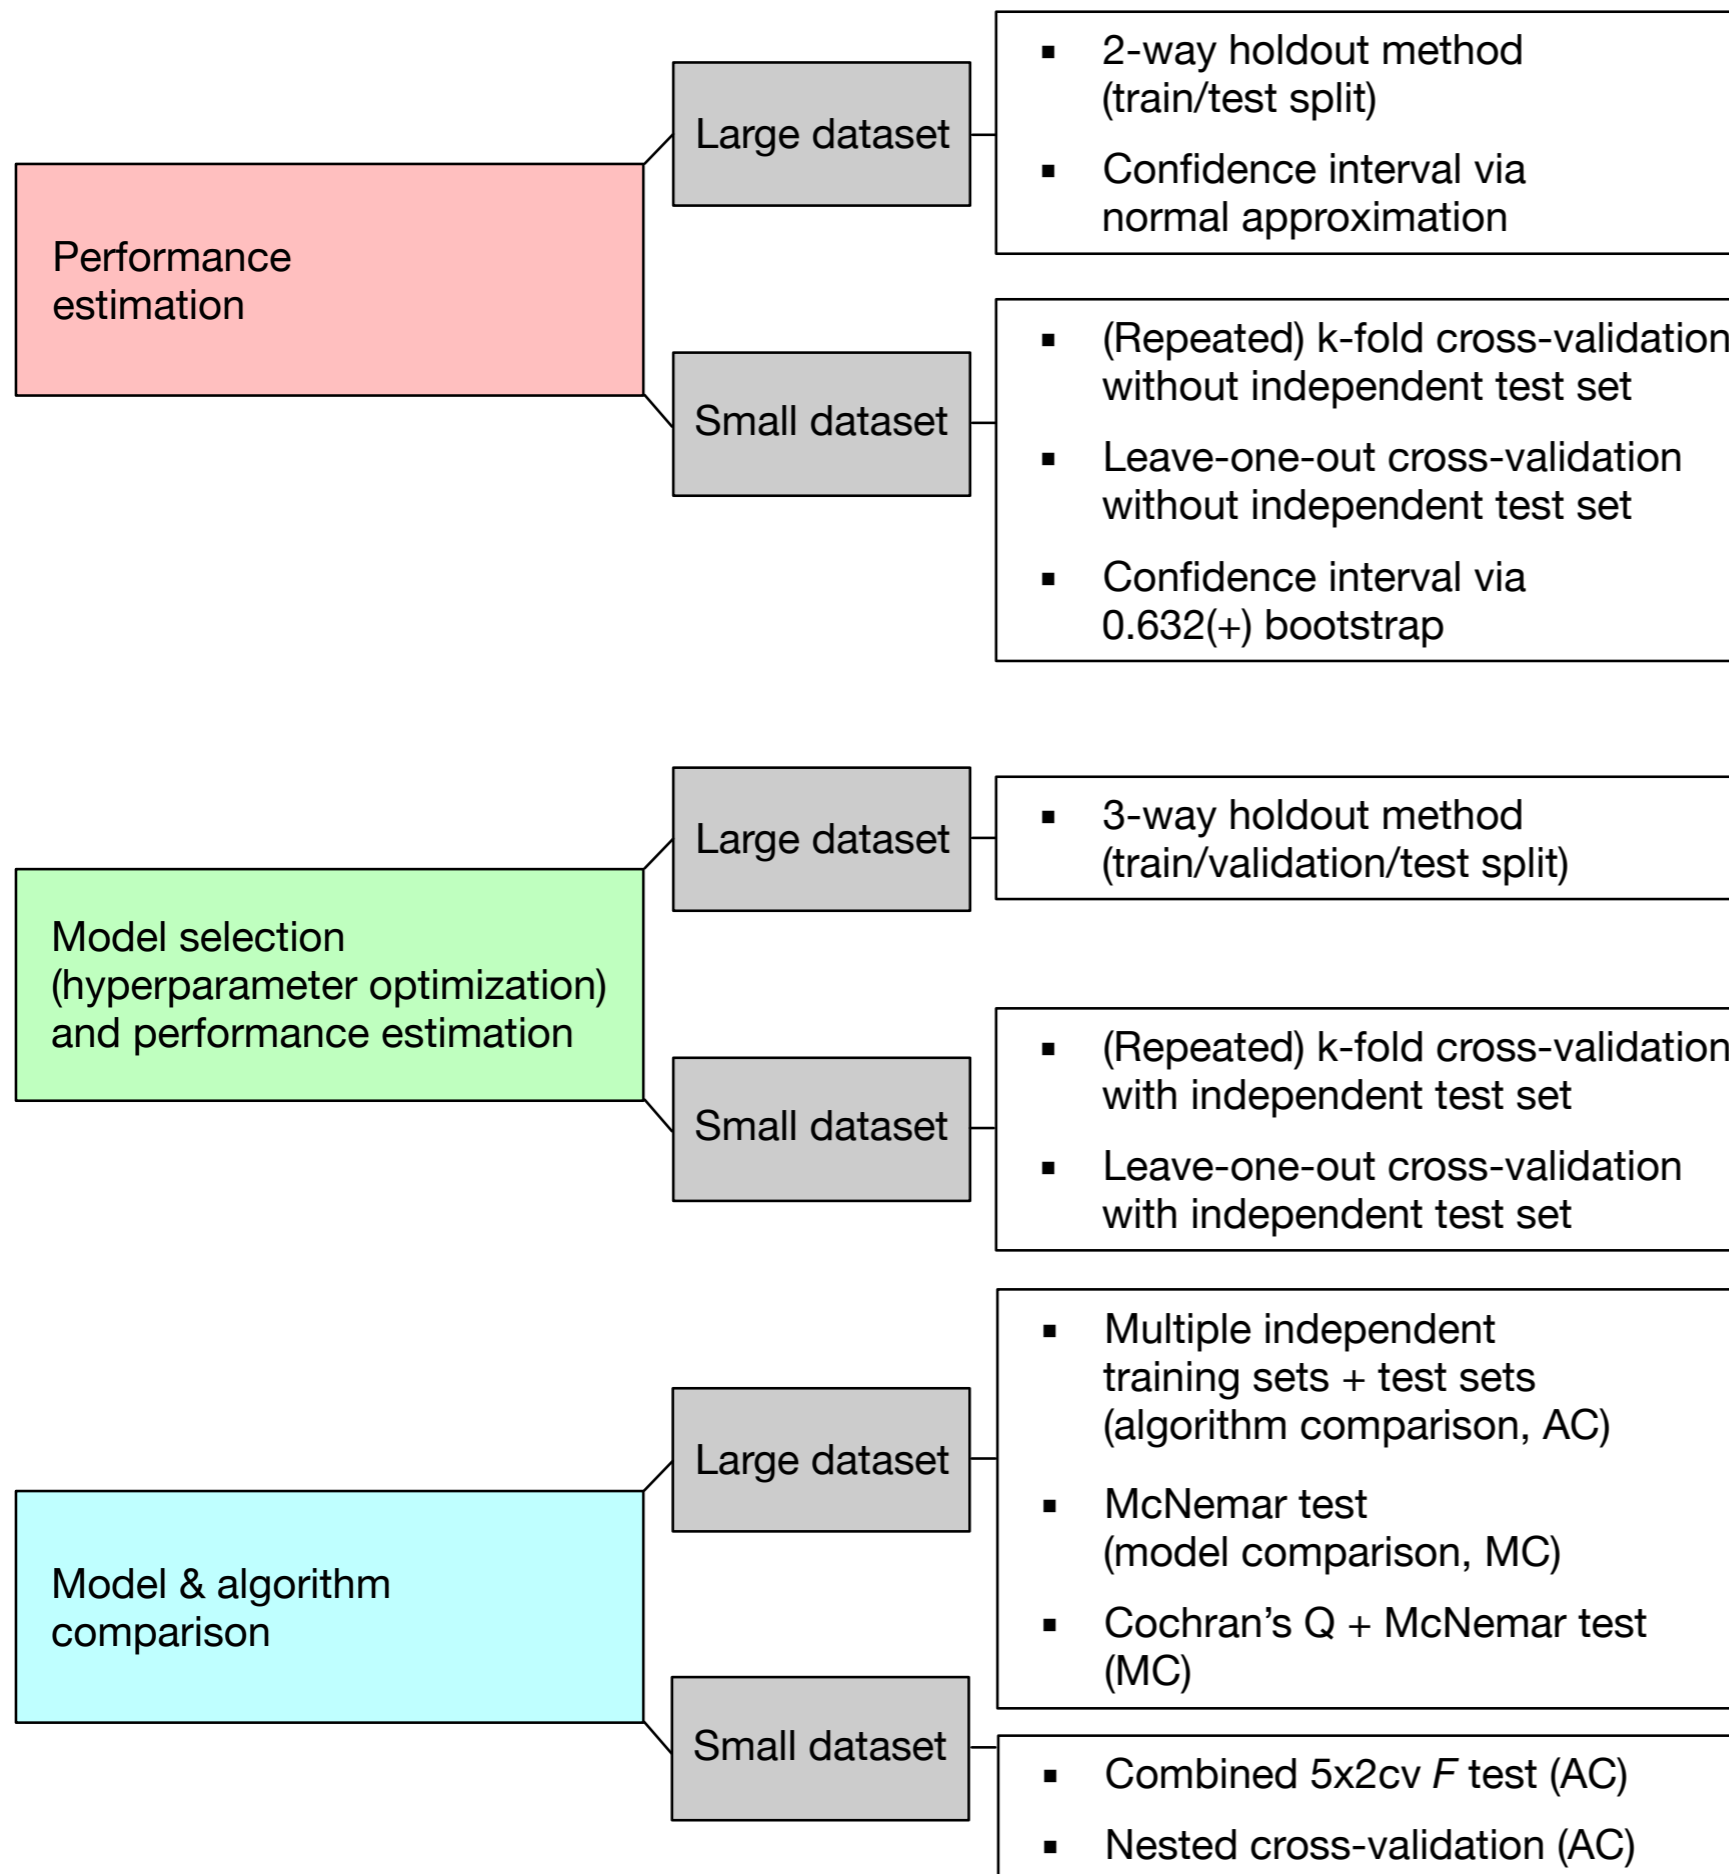 Performance
estimation
Large dataset
▪ 2-way holdout method
(train/test split)
▪ Confidence interval via
normal approximation
Small dataset
▪ (Repeated) k-fold cross-validation
without independent test set
▪ Leave-one-out cross-validation
without independent test set
▪ Confidence interval via
0.632(+) bootstrap
Model selection
(hyperparameter optimization)
and performance estimation
Large dataset
▪ 3-way holdout method
(train/validation/test split)
Small dataset
▪ (Repeated) k-fold cross-validation
with independent test set
▪ Leave-one-out cross-validation
with independent test set
Model & algorithm
comparison
Large dataset
▪ Multiple independent
training sets + test sets
(algorithm comparison, AC)
▪ McNemar test
(model comparison, MC)
▪ Cochran’s Q + McNemar test
(MC)
Small dataset
▪ Combined 5x2cv F test (AC)
▪ Nested cross-validation (AC)